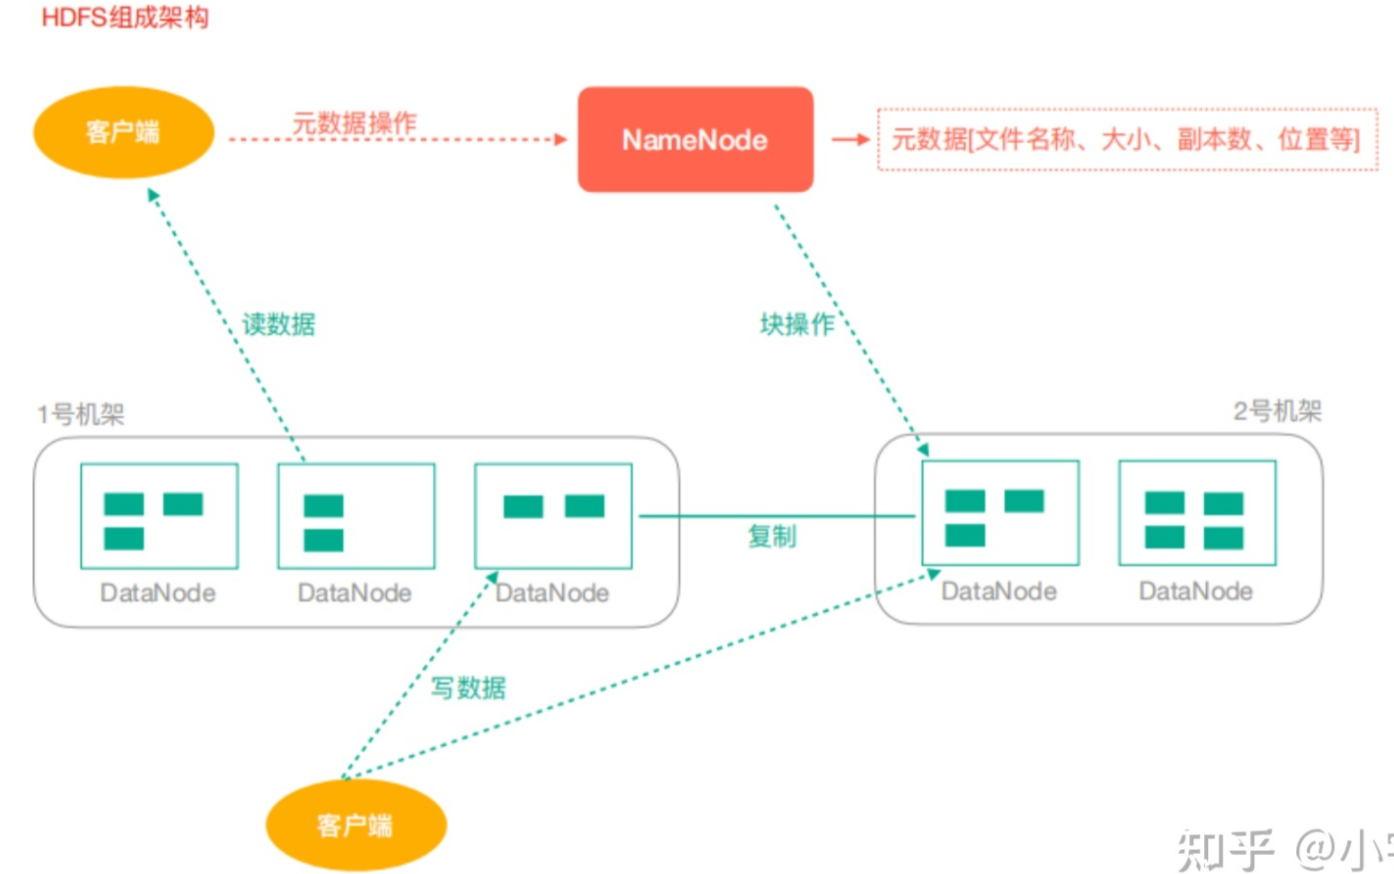 HDFS组成架构
客户端
元数据操作
NameNode
元数据[文件名称、大小、副本数、位置等]
读数据
块操作
1号机架
2号机架
复制
DataNode
DataNode
DataNode
DataNode
DataNode
写数据
客户端
知乎 @小